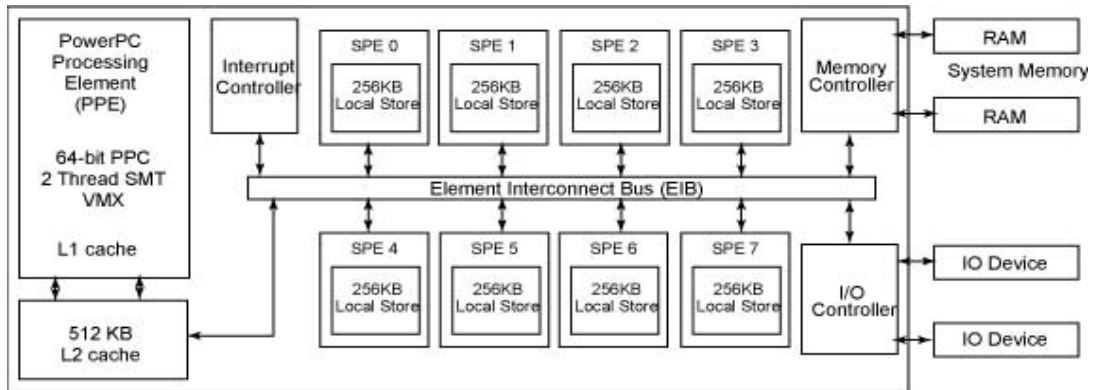 PowerPC
Processing
Element
(PPE)
64-bit PPC
2 Thread SMT
VMX
L1 cache
512 KB
L2 cache
Interrupt
Controller
SPE 0
256KB
Local Store
SPE 1
256KB
Local Store
SPE 2
256KB
Local Store
SPE 3
256KB
Local Store
Memory
Controller
RAM
System Memory
RAM
Element Interconnect Bus (EIB)
SPE 4
256KB
Local Store
SPE 5
256KB
Local Store
SPE 6
256KB
Local Store
SPE 7
256KB
Local Store
I/O
Controller
IO Device
IO Device